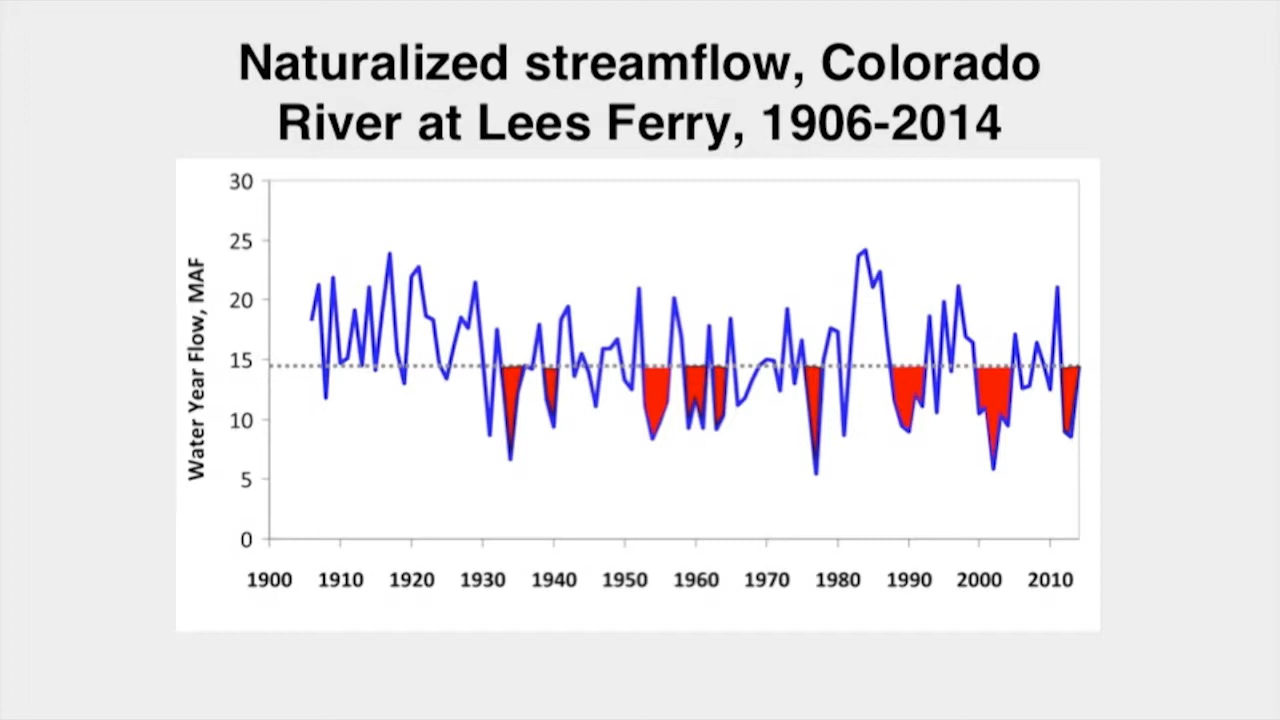 Naturalized streamflow, Colorado
River at Lees Ferry, 1906-2014
30
25
20
15
10
5
0
Water Year Flow, MAF
1900 1910 1920 1930 1940 1950 1960 1970 1980 1990 2000 2010